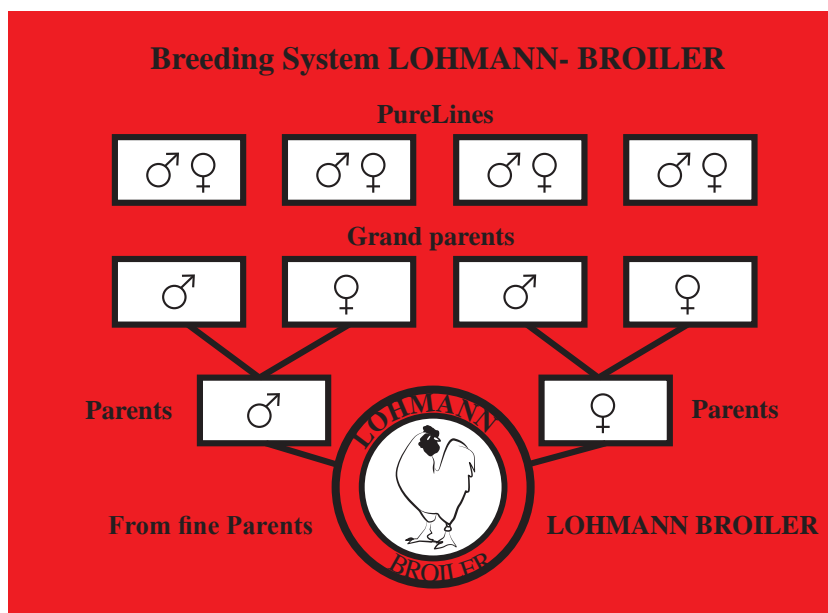 Breeding System LOHMANN- BROILER
PureLines
♂♀ ♂♀ ♂♀ ♂♀
Grand parents
♂ ♀ ♂ ♀
Parents ♂ ♀ Parents
LOHMANN
From fine Parents LOHMANN BROILER
BROILER